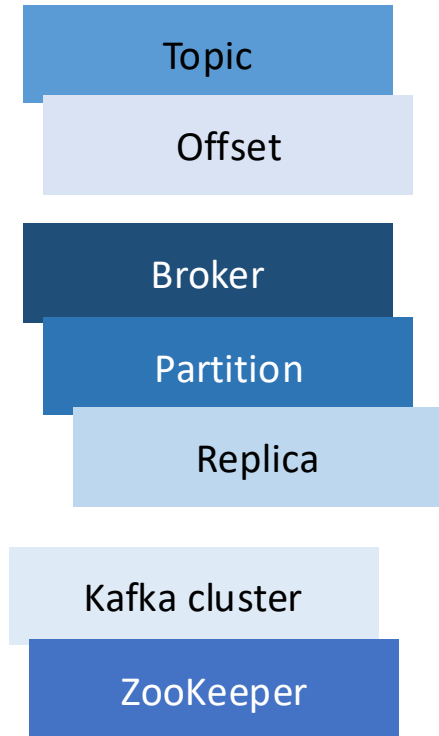 Topic
Offset
Broker
Partition
Replica
Kafka cluster
ZooKeeper